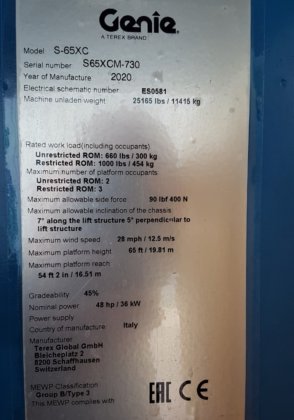 Genie.
A TEREX BRAND
Model S-65XC
Serial number S65XCM-730
Year of Manufacture 2020
Electrical schematic number ES0581
Machine unladen weight 25165 lbs / 11415 kg
Rated work load(including occupants)
Unrestricted ROM: 660 lbs / 300 kg
Restricted ROM: 1000 lbs / 454 kg
Maximum number of platform occupants
Unrestricted ROM: 2
Restricted ROM: 3
Maximum allowable side force 90 lbf 400 N
Maximum allowable inclination of the chassis
7° along the lift structure 5° perpendicular to
lift structure
Maximum wind speed 28 mph / 12.5 m/s
Maximum platform height 65 ft / 19.81 m
Maximum platform reach
54 ft 2 in / 16.51 m
Gradeability 45%
Nominal power 48 hp / 36 kW
Power supply
Country of manufacture Italy
Manufacturer
Terex Global GmbH
Bleicheplatz 2
8200 Schaffhausen
Switzerland
MEWP Classification
Group B/Type 3
This MEWP complies with
EAC CE